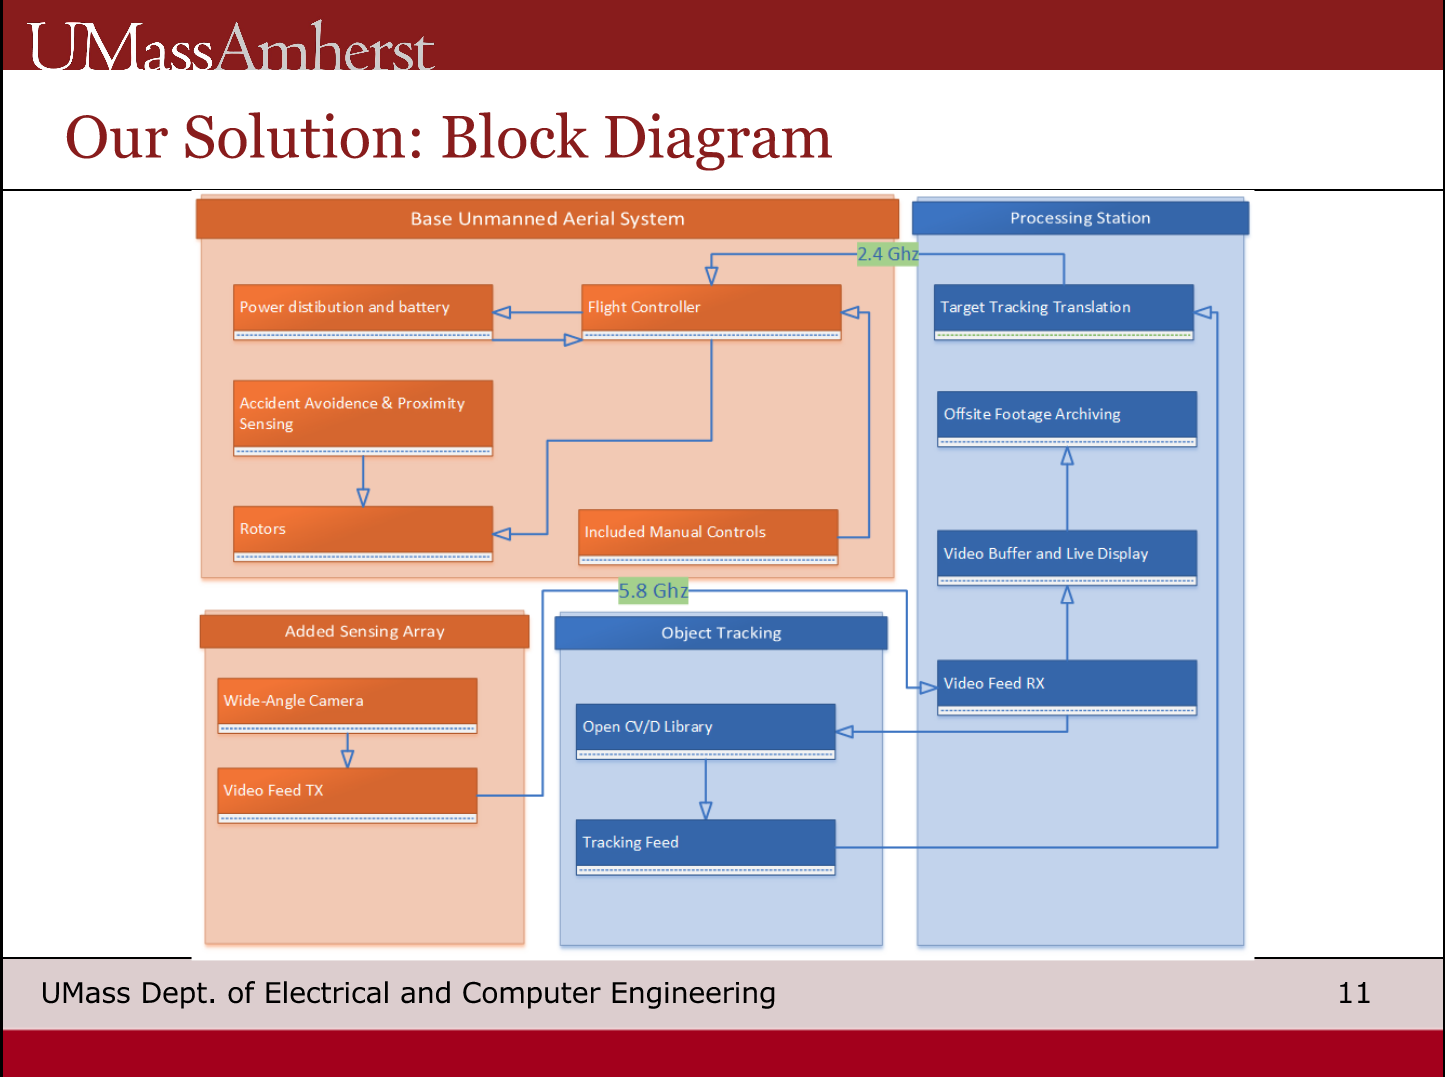 UMassAmherst
Our Solution: Block Diagram
Base Unmanned Aerial System
Processing Station
2.4 Ghz
Power distibution and battery
Flight Controller
Target Tracking Translation
Accident Avoidence & Proximity
Sensing
Offsite Footage Archiving
Rotors
Included Manual Controls
Video Buffer and Live Display
5.8 Ghz
Added Sensing Array
Object Tracking
Wide-Angle Camera
Video Feed RX
Open CV/D Library
Video Feed TX
Tracking Feed
UMass Dept. of Electrical and Computer Engineering
11